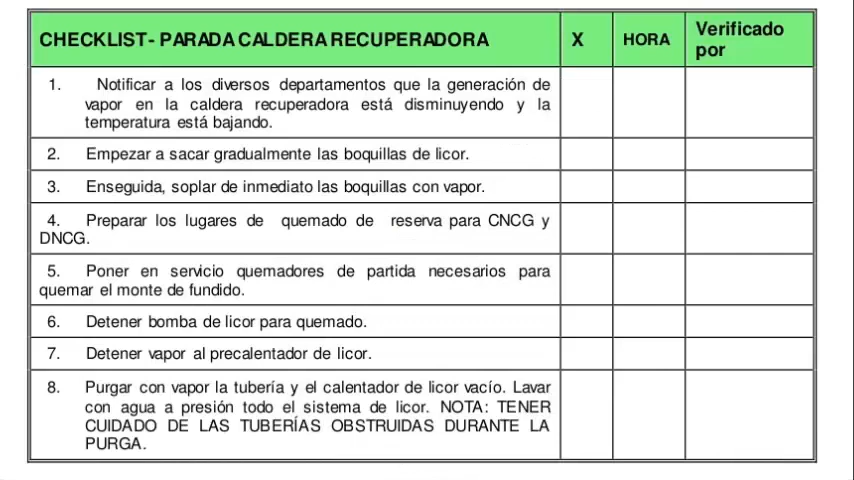 CHECKLIST- PARADA CALDERA RECUPERADORA X HORA Verificado
por
1. Notificar a los diversos departamentos que la generación de
vapor en la caldera recuperadora está disminuyendo y la
temperatura está bajando.
2. Empezar a sacar gradualmente las boquillas de licor.
3. Enseguida, soplar de inmediato las boquillas con vapor.
4. Preparar los lugares de quemado de reserva para CNCG y
DNCG.
5. Poner en servicio quemadores de partida necesarios para
quemar el monte de fundido.
6. Detener bomba de licor para quemado.
7. Detener vapor al precalentador de licor.
8. Purgar con vapor la tubería y el calentador de licor vacío. Lavar
con agua a presión todo el sistema de licor. NOTA: TENER
CUIDADO DE LAS TUBERÍAS OBSTRUIDAS DURANTE LA
PURGA.